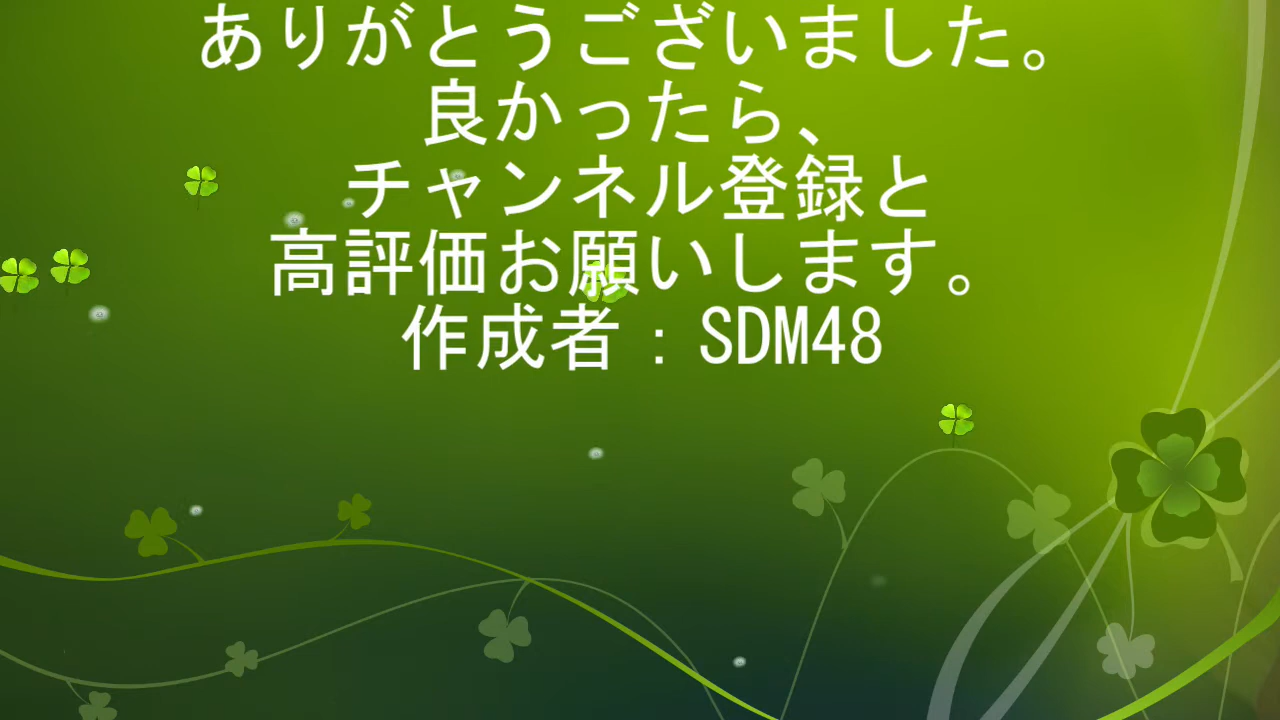 ありがとうございました。
良かったら、
チャンネル登録と
高評価お願いします。
作成者：SDM48